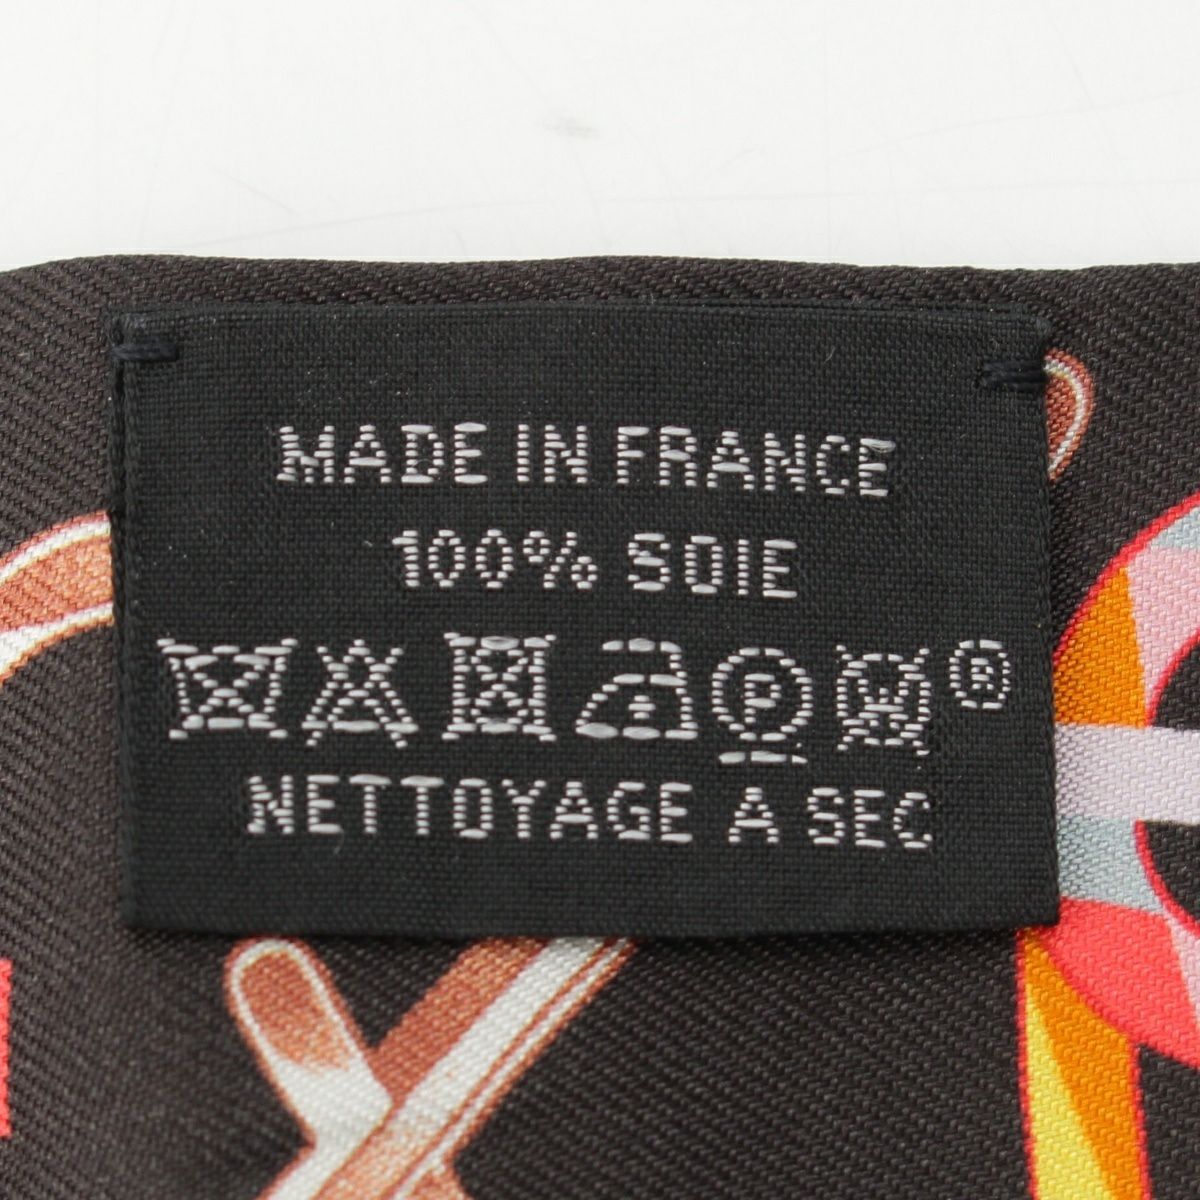 MADE IN FRANCE
100% SOIE
P W ®
NETTOYAGE A SEC